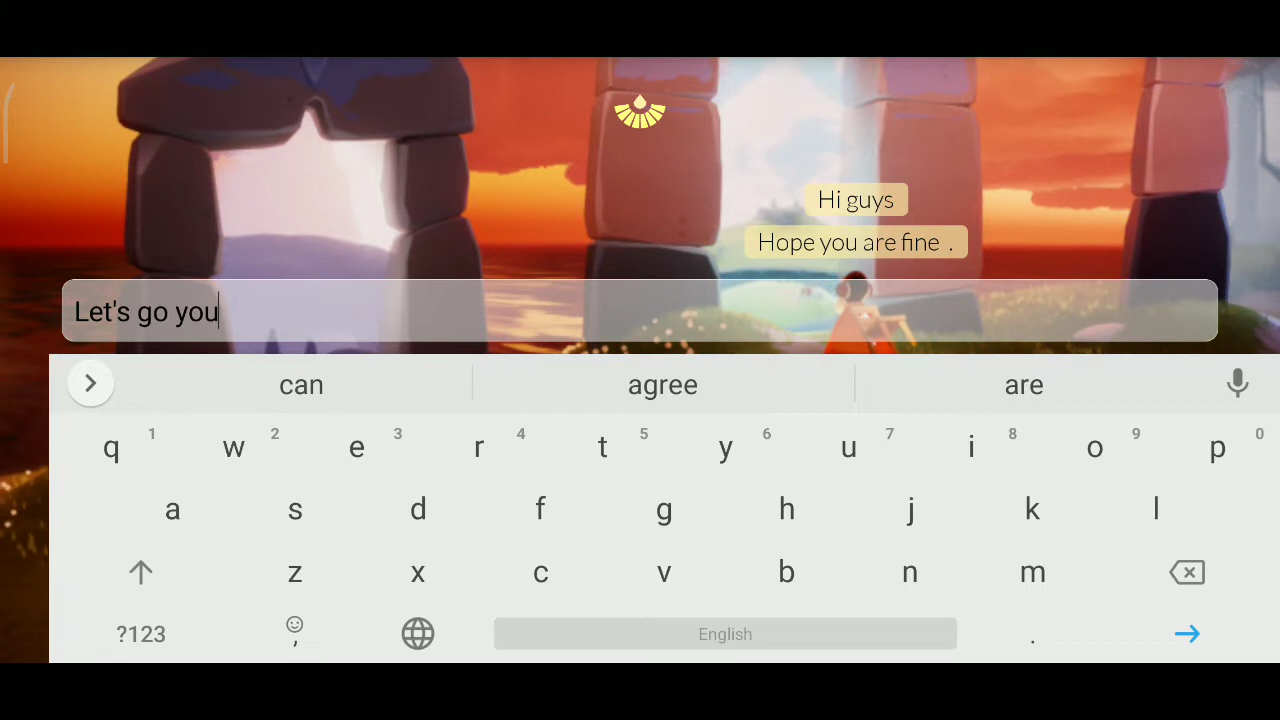 Hi guys
Hope you are fine .
Let's go you
can agree are
1 2 3 4 5 6 7 8 9 0
q w e r t y u i o p
a s d f g h j k l
z x c v b n m
?123 , English .